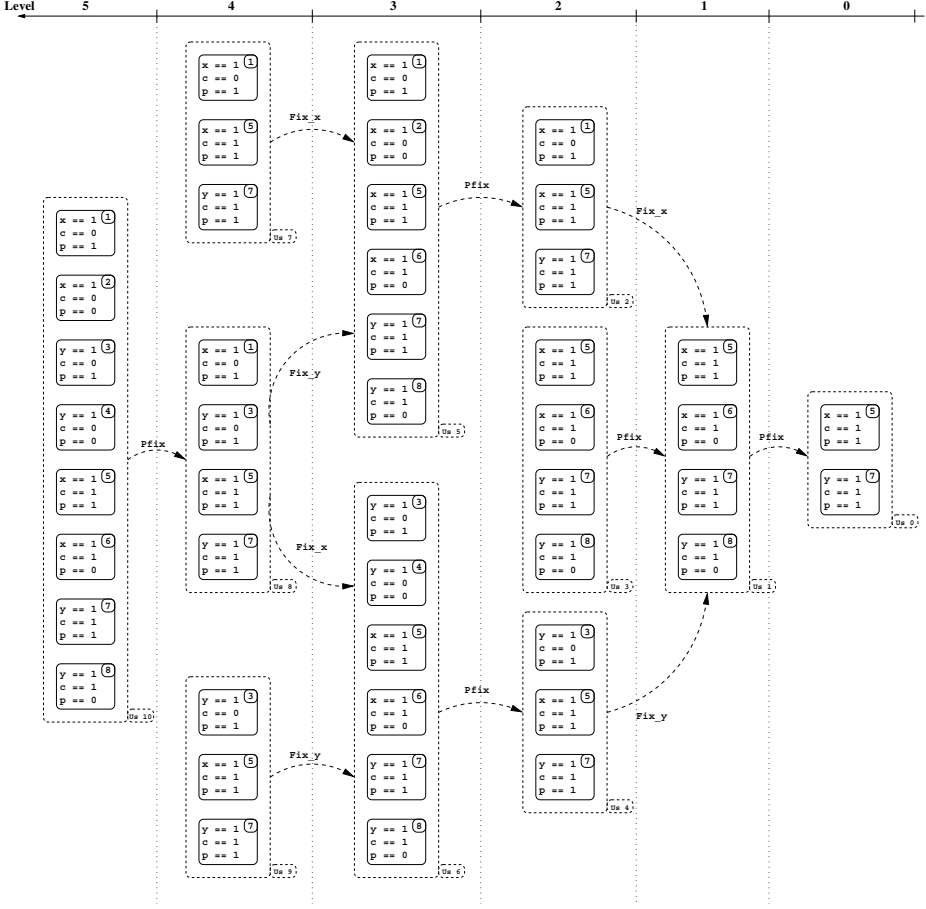 Level 5 4 3 2 1 0
x == 1 1
c == 0
p == 1
x == 1 2
c == 0
p == 0
y == 1 3
c == 0
p == 1
y == 1 4
c == 0
p == 0
x == 1 5
c == 1
p == 1
x == 1 6
c == 1
p == 0
y == 1 7
c == 1
p == 1
y == 1 8
c == 1
p == 0
Us 10
Pfix
x == 1 1
c == 0
p == 1
x == 1 5
c == 1
p == 1
y == 1 7
c == 1
p == 1
Us 7
Fix_x
x == 1 1
c == 0
p == 1
y == 1 3
c == 0
p == 1
x == 1 5
c == 1
p == 1
y == 1 7
c == 1
p == 1
Us 8
Fix_y
Fix_x
y == 1 3
c == 0
p == 1
x == 1 5
c == 1
p == 1
y == 1 7
c == 1
p == 1
Us 9
Fix_y
x == 1 1
c == 0
p == 1
x == 1 2
c == 0
p == 0
x == 1 5
c == 1
p == 1
x == 1 6
c == 1
p == 0
y == 1 7
c == 1
p == 1
y == 1 8
c == 1
p == 0
Us 5
Pfix
y == 1 3
c == 0
p == 1
y == 1 4
c == 0
p == 0
x == 1 5
c == 1
p == 1
x == 1 6
c == 1
p == 0
y == 1 7
c == 1
p == 1
y == 1 8
c == 1
p == 0
Us 6
Pfix
x == 1 1
c == 0
p == 1
x == 1 5
c == 1
p == 1
y == 1 7
c == 1
p == 1
Us 2
Fix_x
x == 1 5
c == 1
p == 1
x == 1 6
c == 1
p == 0
y == 1 7
c == 1
p == 1
y == 1 8
c == 1
p == 0
Us 3
Pfix
y == 1 3
c == 0
p == 1
x == 1 5
c == 1
p == 1
y == 1 7
c == 1
p == 1
Us 4
Fix_y
x == 1 5
c == 1
p == 1
x == 1 6
c == 1
p == 0
y == 1 7
c == 1
p == 1
y == 1 8
c == 1
p == 0
Us 1
Pfix
x == 1 5
c == 1
p == 1
y == 1 7
c == 1
p == 1
Us 0